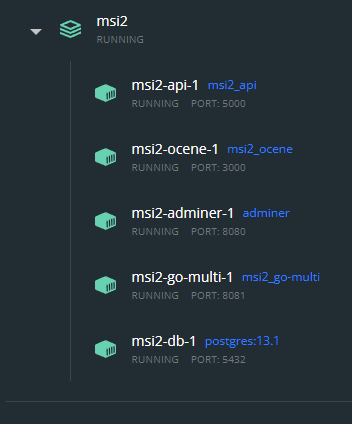 msi2
RUNNING
msi2-api-1 msi2_api
RUNNING PORT: 5000
msi2-ocene-1 msi2_ocene
RUNNING PORT: 3000
msi2-adminer-1 adminer
RUNNING PORT: 8080
msi2-go-multi-1 msi2_go-multi
RUNNING PORT: 8081
msi2-db-1 postgres:13.1
RUNNING PORT: 5432